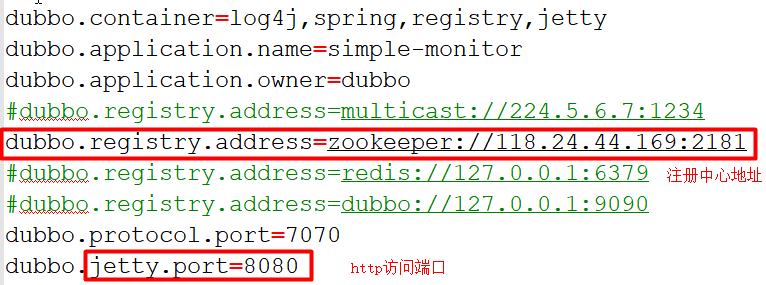 dubbo.container=log4j,spring,registry,jetty
dubbo.application.name=simple-monitor
dubbo.application.owner=dubbo
#dubbo.registry.address=multicast://224.5.6.7:1234
dubbo.registry.address=zookeeper://118.24.44.169:2181
#dubbo.registry.address=redis://127.0.0.1:6379 注册中心地址
#dubbo.registry.address=dubbo://127.0.0.1:9090
dubbo.protocol.port=7070
dubbo.jetty.port=8080 http访问端口